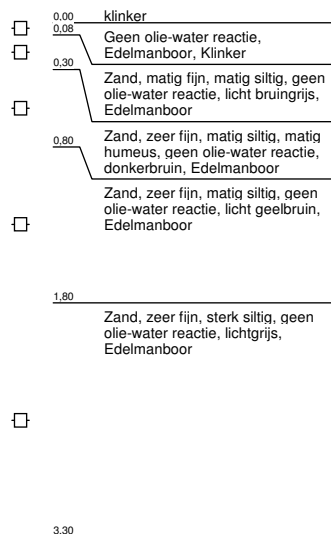 0,00 klinker
0,08 Geen olie-water reactie,
Edelmanboor, Klinker
0,30 Zand, matig fijn, matig siltig, geen
olie-water reactie, licht bruingrijs,
Edelmanboor
0,80 Zand, zeer fijn, matig siltig, matig
humeus, geen olie-water reactie,
donkerbruin, Edelmanboor
Zand, zeer fijn, matig siltig, geen
olie-water reactie, licht geelbruin,
Edelmanboor
1,80
Zand, zeer fijn, sterk siltig, geen
olie-water reactie, lichtgrijs,
Edelmanboor
3,30